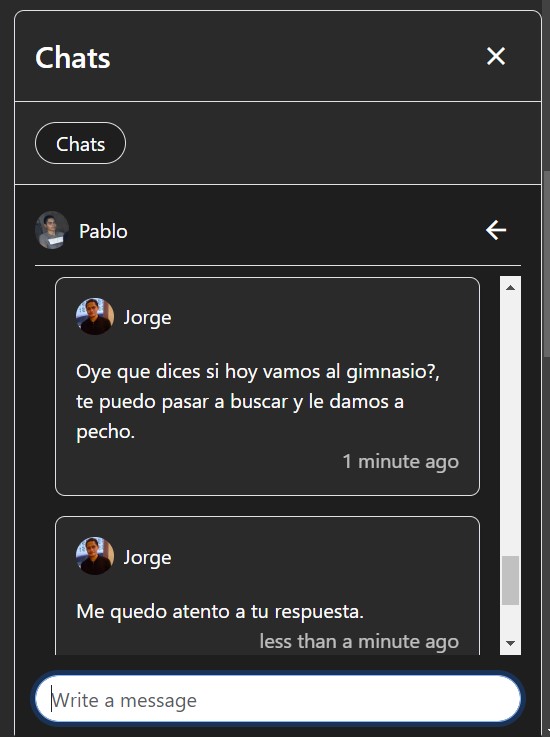 Chats
Chats
Pablo
Jorge
Oye que dices si hoy vamos al gimnasio?,
te puedo pasar a buscar y le damos a
pecho.
1 minute ago
Jorge
Me quedo atento a tu respuesta.
less than a minute ago
Write a message